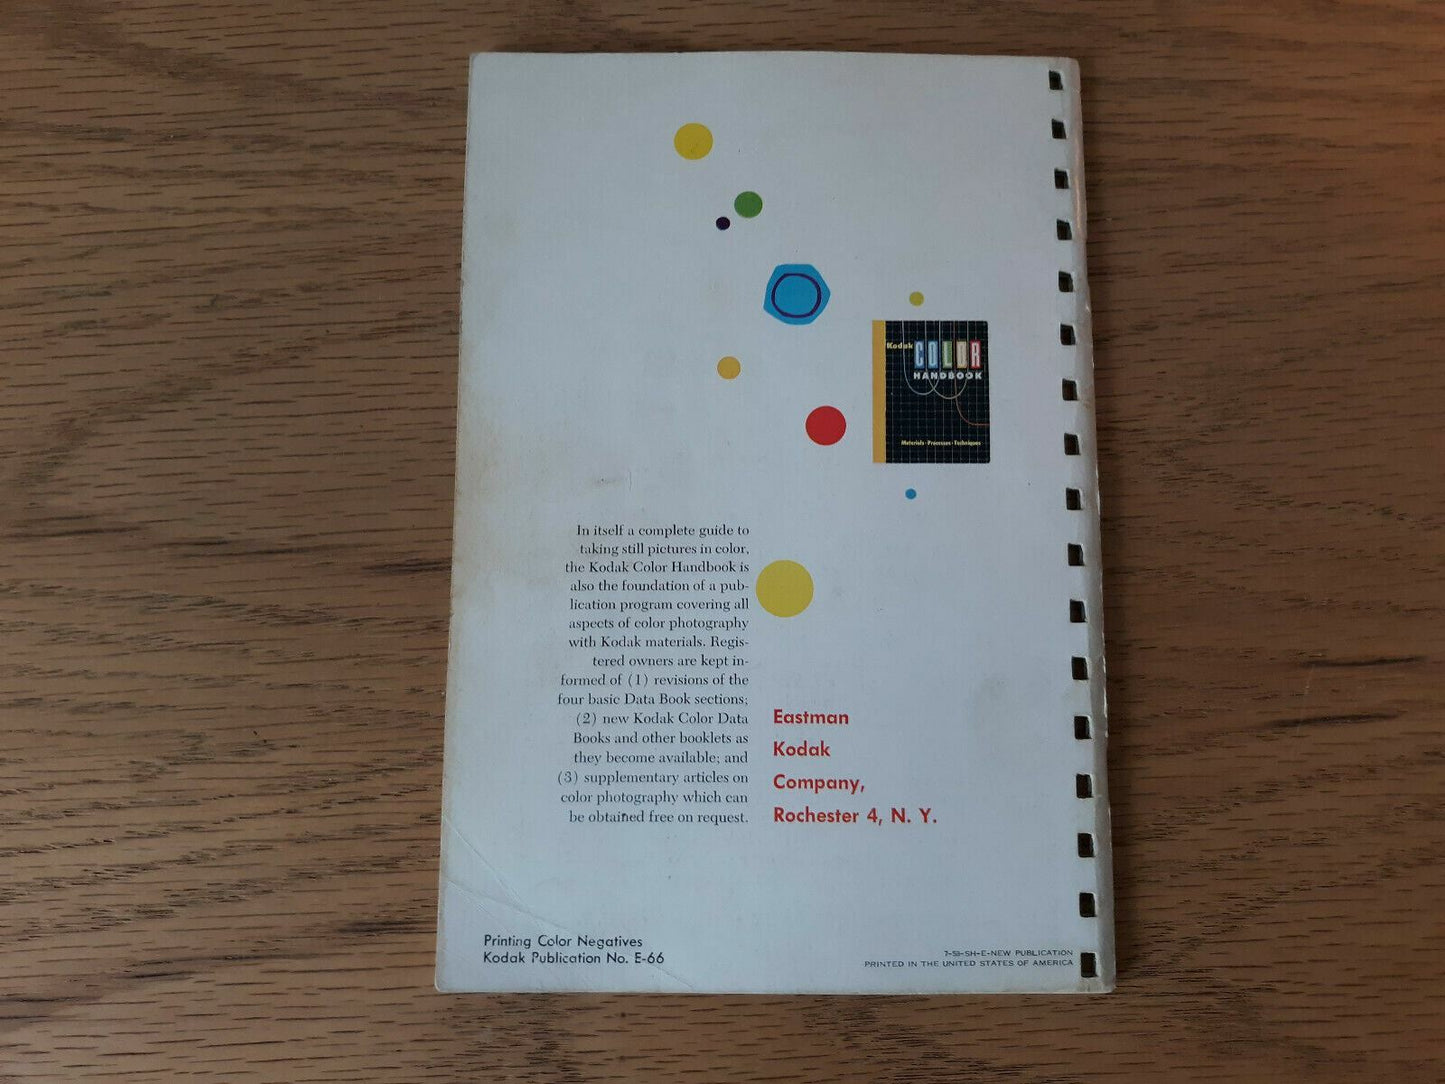 Kodak COLOR
HANDBOOK
Materials · Processes · Techniques
In itself a complete guide to
taking still pictures in color,
the Kodak Color Handbook is
also the foundation of a pub-
lication program covering all
aspects of color photography
with Kodak materials. Regis-
tered owners are kept in-
formed of (1) revisions of the
four basic Data Book sections;
(2) new Kodak Color Data
Books and other booklets as
they become available; and
(3) supplementary articles on
color photography which can
be obtained free on request.
Eastman
Kodak
Company,
Rochester 4, N. Y.
Printing Color Negatives
Kodak Publication No. E-66
7-53-SH-E-NEW PUBLICATION
PRINTED IN THE UNITED STATES OF AMERICA